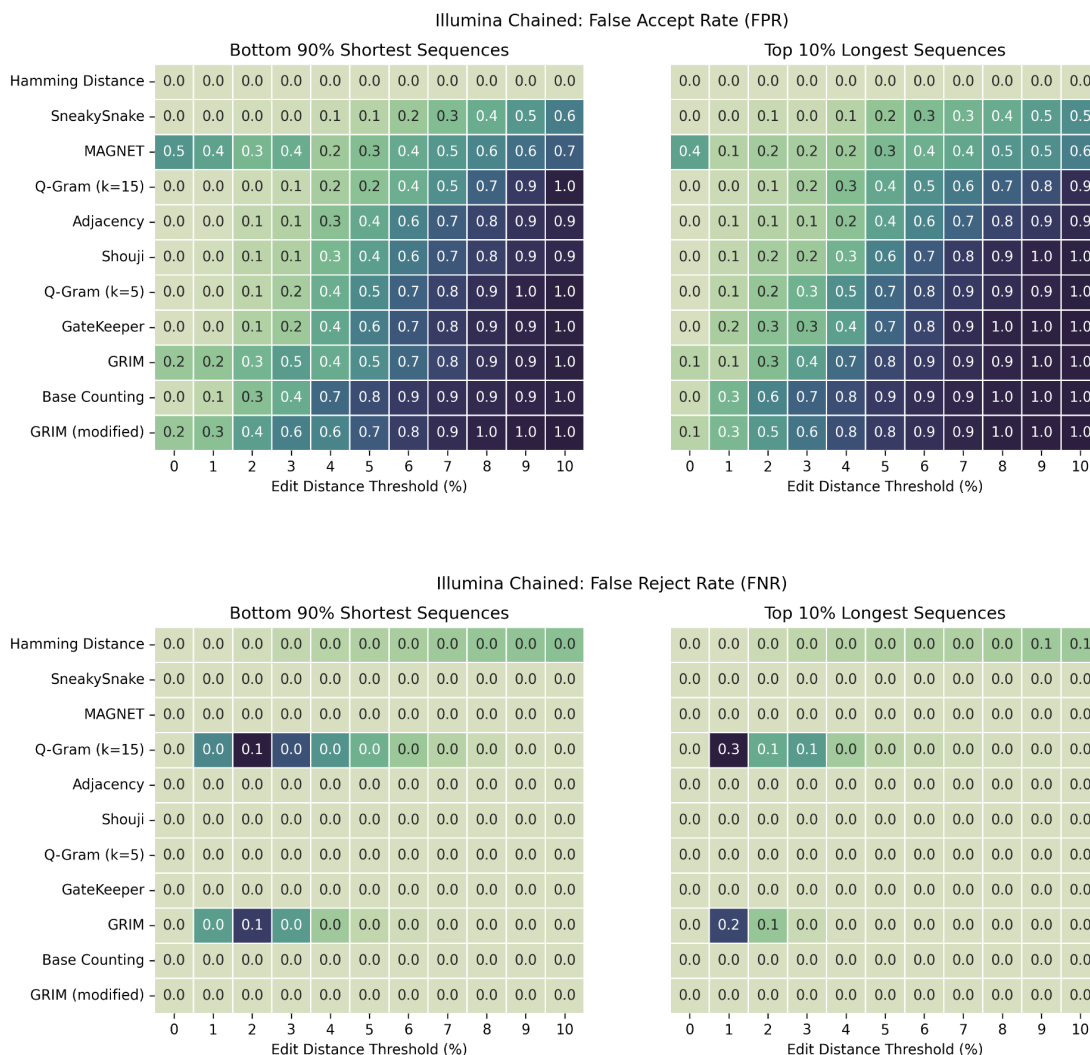 Illumina Chained: False Accept Rate (FPR)
Bottom 90% Shortest Sequences Top 10% Longest Sequences
Hamming Distance 0.0 0.0 0.0 0.0 0.0 0.0 0.0 0.0 0.0 0.0 0.0 0.0 0.0 0.0 0.0 0.0 0.0 0.0 0.0 0.0 0.0 0.0
SneakySnake 0.0 0.0 0.0 0.0 0.1 0.1 0.2 0.3 0.4 0.5 0.6 0.0 0.0 0.1 0.0 0.1 0.2 0.3 0.3 0.4 0.5 0.5
MAGNET 0.5 0.4 0.3 0.4 0.2 0.3 0.4 0.5 0.6 0.6 0.7 0.4 0.1 0.2 0.2 0.2 0.3 0.4 0.4 0.5 0.5 0.6
Q-Gram (k=15) 0.0 0.0 0.0 0.1 0.2 0.2 0.4 0.5 0.7 0.9 1.0 0.0 0.0 0.1 0.2 0.3 0.4 0.5 0.6 0.7 0.8 0.9
Adjacency 0.0 0.0 0.1 0.1 0.3 0.4 0.6 0.7 0.8 0.9 0.9 0.0 0.1 0.1 0.1 0.2 0.4 0.6 0.7 0.8 0.9 0.9
Shouji 0.0 0.0 0.1 0.1 0.3 0.4 0.6 0.7 0.8 0.9 0.9 0.0 0.1 0.2 0.2 0.3 0.6 0.7 0.8 0.9 1.0 1.0
Q-Gram (k=5) 0.0 0.0 0.1 0.2 0.4 0.5 0.7 0.8 0.9 1.0 1.0 0.0 0.1 0.2 0.3 0.5 0.7 0.8 0.9 0.9 0.9 1.0
GateKeeper 0.0 0.0 0.1 0.2 0.4 0.6 0.7 0.8 0.9 0.9 1.0 0.0 0.2 0.3 0.3 0.4 0.7 0.8 0.9 1.0 1.0 1.0
GRIM 0.2 0.2 0.3 0.5 0.4 0.5 0.7 0.8 0.9 0.9 1.0 0.1 0.1 0.3 0.4 0.7 0.8 0.9 0.9 0.9 1.0 1.0
Base Counting 0.0 0.1 0.3 0.4 0.7 0.8 0.9 0.9 0.9 0.9 1.0 0.0 0.3 0.6 0.7 0.8 0.9 0.9 0.9 1.0 1.0 1.0
GRIM (modified) 0.2 0.3 0.4 0.6 0.6 0.7 0.8 0.9 1.0 1.0 1.0 0.1 0.3 0.5 0.6 0.8 0.8 0.9 0.9 1.0 1.0 1.0
0 1 2 3 4 5 6 7 8 9 10 0 1 2 3 4 5 6 7 8 9 10
Edit Distance Threshold (%) Edit Distance Threshold (%)
Illumina Chained: False Reject Rate (FNR)
Bottom 90% Shortest Sequences Top 10% Longest Sequences
Hamming Distance 0.0 0.0 0.0 0.0 0.0 0.0 0.0 0.0 0.0 0.0 0.0 0.0 0.0 0.0 0.0 0.0 0.0 0.0 0.0 0.0 0.1 0.1
SneakySnake 0.0 0.0 0.0 0.0 0.0 0.0 0.0 0.0 0.0 0.0 0.0 0.0 0.0 0.0 0.0 0.0 0.0 0.0 0.0 0.0 0.0 0.0
MAGNET 0.0 0.0 0.0 0.0 0.0 0.0 0.0 0.0 0.0 0.0 0.0 0.0 0.0 0.0 0.0 0.0 0.0 0.0 0.0 0.0 0.0 0.0
Q-Gram (k=15) 0.0 0.0 0.1 0.0 0.0 0.0 0.0 0.0 0.0 0.0 0.0 0.0 0.3 0.1 0.1 0.0 0.0 0.0 0.0 0.0 0.0 0.0
Adjacency 0.0 0.0 0.0 0.0 0.0 0.0 0.0 0.0 0.0 0.0 0.0 0.0 0.0 0.0 0.0 0.0 0.0 0.0 0.0 0.0 0.0 0.0
Shouji 0.0 0.0 0.0 0.0 0.0 0.0 0.0 0.0 0.0 0.0 0.0 0.0 0.0 0.0 0.0 0.0 0.0 0.0 0.0 0.0 0.0 0.0
Q-Gram (k=5) 0.0 0.0 0.0 0.0 0.0 0.0 0.0 0.0 0.0 0.0 0.0 0.0 0.0 0.0 0.0 0.0 0.0 0.0 0.0 0.0 0.0 0.0
GateKeeper 0.0 0.0 0.0 0.0 0.0 0.0 0.0 0.0 0.0 0.0 0.0 0.0 0.0 0.0 0.0 0.0 0.0 0.0 0.0 0.0 0.0 0.0
GRIM 0.0 0.0 0.1 0.0 0.0 0.0 0.0 0.0 0.0 0.0 0.0 0.0 0.2 0.1 0.0 0.0 0.0 0.0 0.0 0.0 0.0 0.0
Base Counting 0.0 0.0 0.0 0.0 0.0 0.0 0.0 0.0 0.0 0.0 0.0 0.0 0.0 0.0 0.0 0.0 0.0 0.0 0.0 0.0 0.0 0.0
GRIM (modified) 0.0 0.0 0.0 0.0 0.0 0.0 0.0 0.0 0.0 0.0 0.0 0.0 0.0 0.0 0.0 0.0 0.0 0.0 0.0 0.0 0.0 0.0
0 1 2 3 4 5 6 7 8 9 10 0 1 2 3 4 5 6 7 8 9 10
Edit Distance Threshold (%) Edit Distance Threshold (%)